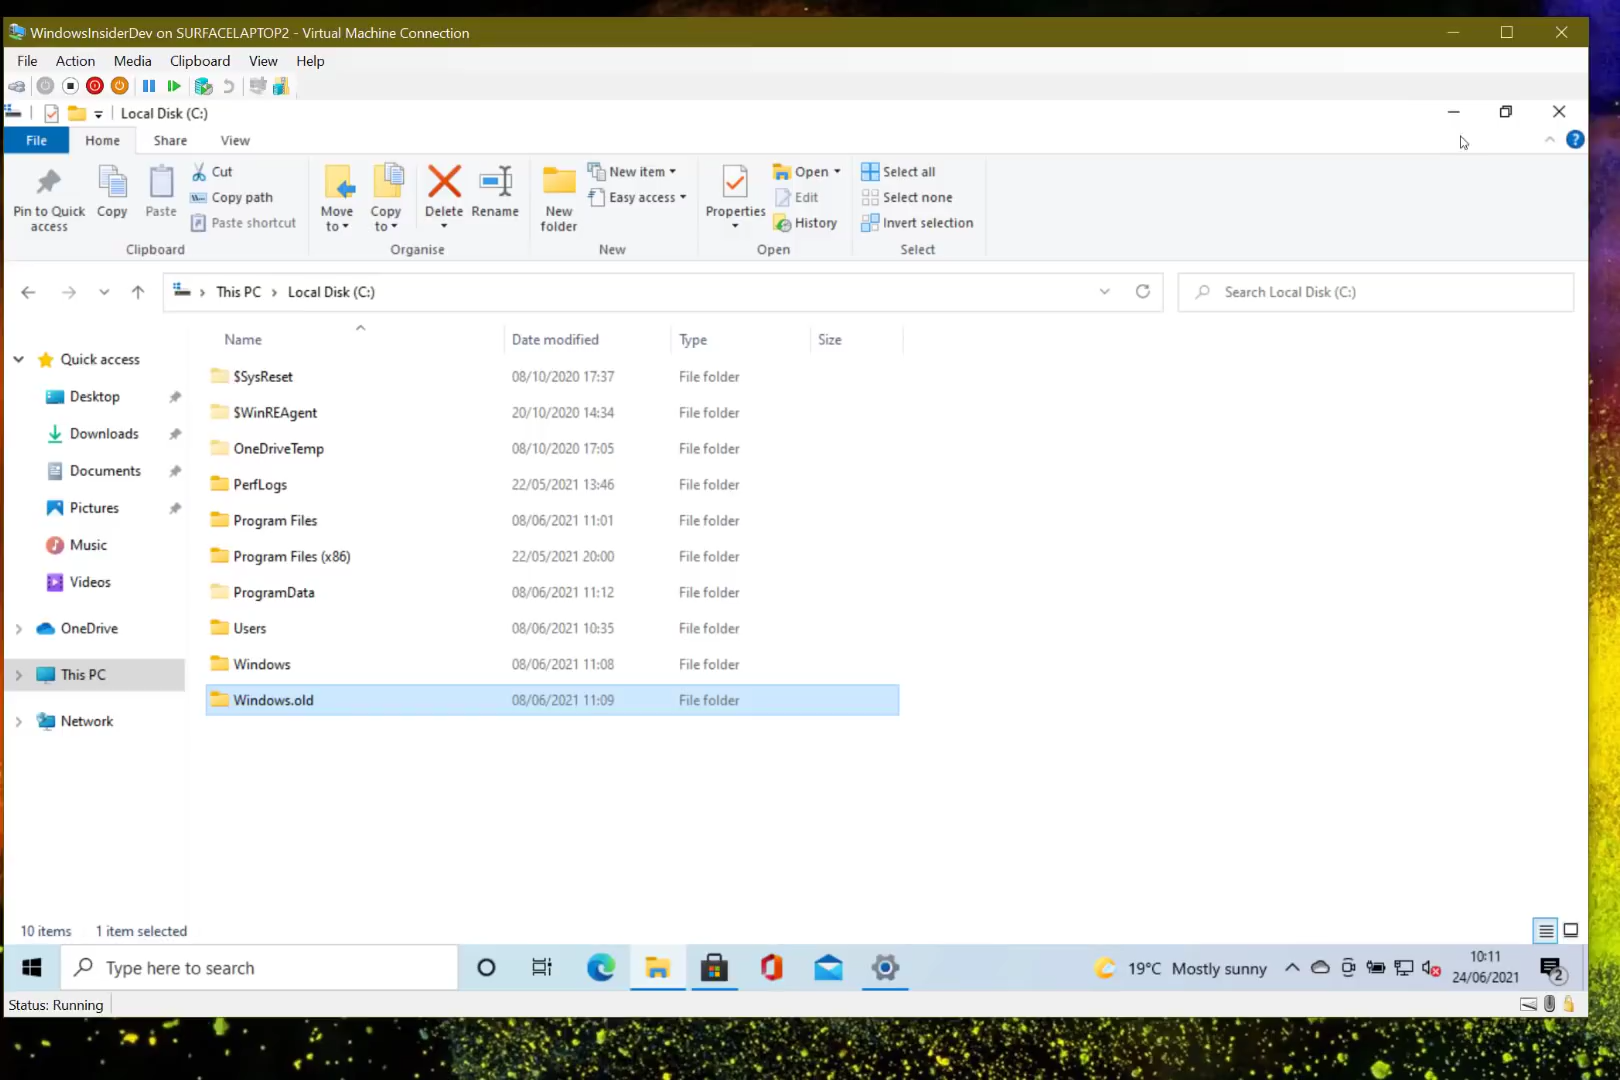 WindowsInsiderDev on SURFACELAPTOP2 - Virtual Machine Connection
File Action Media Clipboard View Help
Local Disk (C:)
File Home Share View
Pin to Quick access
Copy
Paste
Cut
Copy path
Paste shortcut
Clipboard
Move to
Copy to
Delete
Rename
Organise
New folder
New item
Easy access
New
Properties
Open
Edit
History
Open
Select all
Select none
Invert selection
Select
This PC > Local Disk (C:)
Search Local Disk (C:)
Name Date modified Type Size
Quick access
Desktop
Downloads
Documents
Pictures
Music
Videos
OneDrive
This PC
Network
$SysReset 08/10/2020 17:37 File folder
$WinREAgent 20/10/2020 14:34 File folder
OneDriveTemp 08/10/2020 17:05 File folder
PerfLogs 22/05/2021 13:46 File folder
Program Files 08/06/2021 11:01 File folder
Program Files (x86) 22/05/2021 20:00 File folder
ProgramData 08/06/2021 11:12 File folder
Users 08/06/2021 10:35 File folder
Windows 08/06/2021 11:08 File folder
Windows.old 08/06/2021 11:09 File folder
10 items 1 item selected
Type here to search
19°C Mostly sunny
10:11
24/06/2021
2
Status: Running